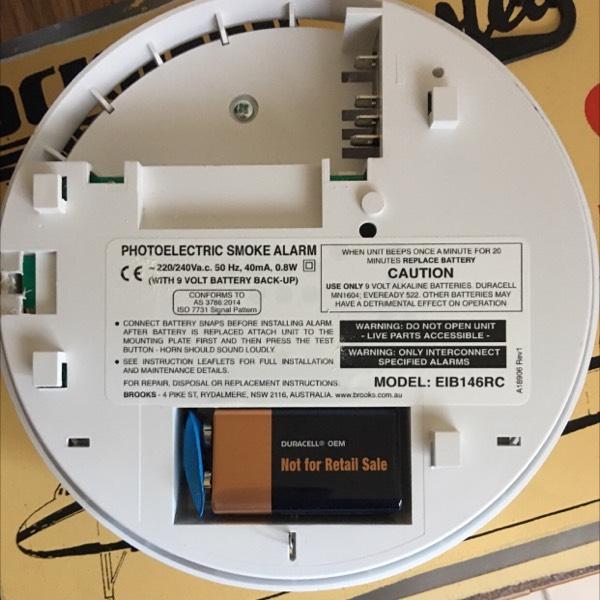 PHOTOELECTRIC SMOKE ALARM
CE ~ 220/240Va.c. 50 Hz, 40mA, 0.8W
(WITH 9 VOLT BATTERY BACK-UP)
CONFORMS TO
AS 3786:2014
ISO 7731 Signal Pattern
• CONNECT BATTERY SNAPS BEFORE INSTALLING ALARM.
AFTER BATTERY IS REPLACED ATTACH UNIT TO THE
MOUNTING PLATE FIRST AND THEN PRESS THE TEST
BUTTON - HORN SHOULD SOUND LOUDLY.
• SEE INSTRUCTION LEAFLETS FOR FULL INSTALLATION
AND MAINTENANCE DETAILS.
FOR REPAIR, DISPOSAL OR REPLACEMENT INSTRUCTIONS.
BROOKS - 4 PIKE ST, RYDALMERE, NSW 2116, AUSTRALIA. www.brooks.com.au
WHEN UNIT BEEPS ONCE A MINUTE FOR 20
MINUTES REPLACE BATTERY
CAUTION
USE ONLY 9 VOLT ALKALINE BATTERIES. DURACELL
MN1604; EVEREADY 522. OTHER BATTERIES MAY
HAVE A DETRIMENTAL EFFECT ON OPERATION
WARNING: DO NOT OPEN UNIT
- LIVE PARTS ACCESSIBLE -
WARNING: ONLY INTERCONNECT
SPECIFIED ALARMS
MODEL: EIB146RC
A18906 Rev1
DURACELL® OEM
Not for Retail Sale